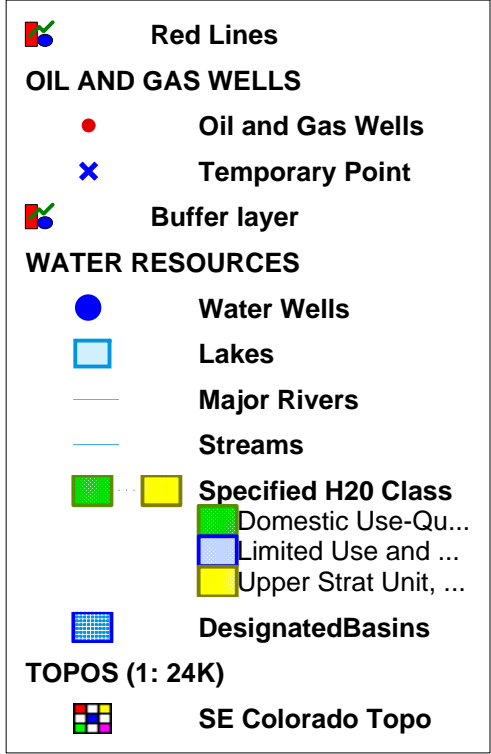 Red Lines
OIL AND GAS WELLS
Oil and Gas Wells
Temporary Point
Buffer layer
WATER RESOURCES
Water Wells
Lakes
Major Rivers
Streams
Specified H20 Class
Domestic Use-Qu...
Limited Use and ...
Upper Strat Unit, ...
DesignatedBasins
TOPOS (1: 24K)
SE Colorado Topo